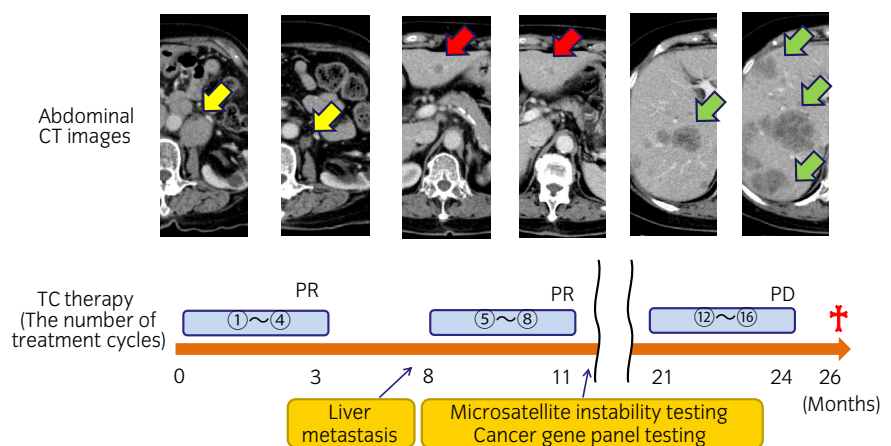 Abdominal
CT images
TC therapy
(The number of
treatment cycles)
PR
PR
PD
①~④
⑤~⑧
⑫~⑯
0
3
8
11
21
24
26
(Months)
Liver
metastasis
Microsatellite instability testing
Cancer gene panel testing